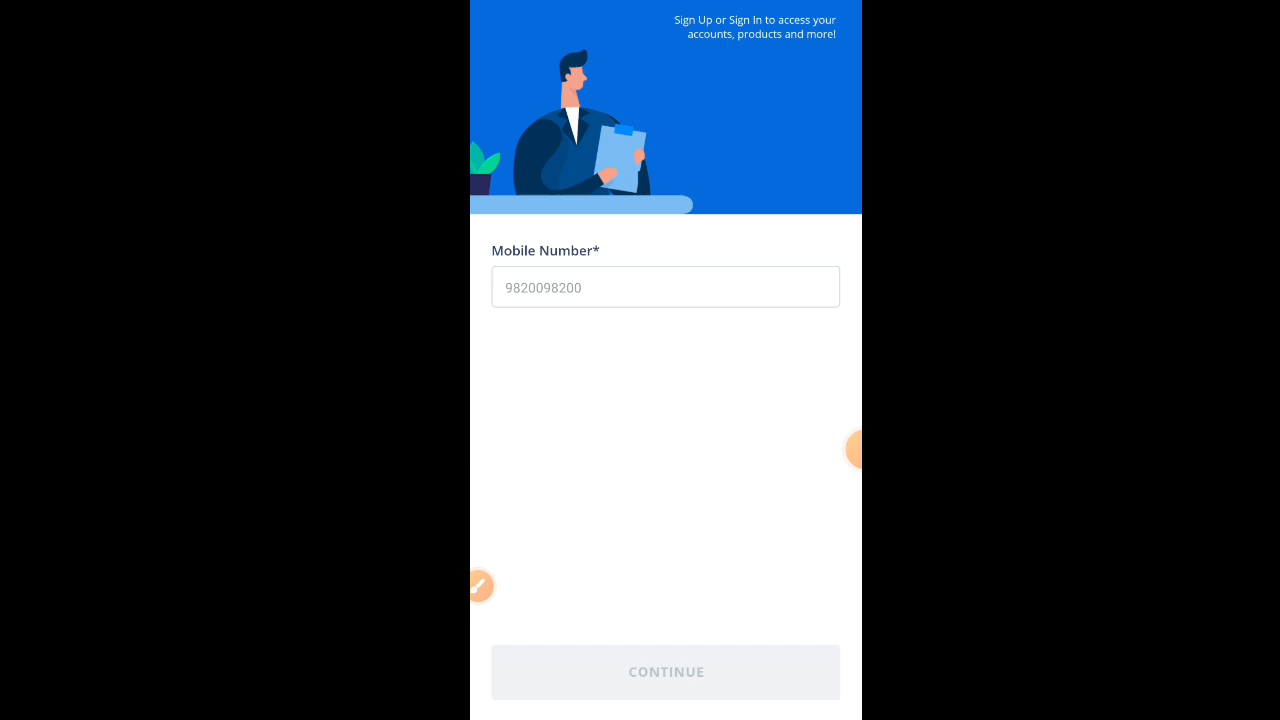 Sign Up or Sign In to access your
accounts, products and more!
Mobile Number*
9820098200
CONTINUE